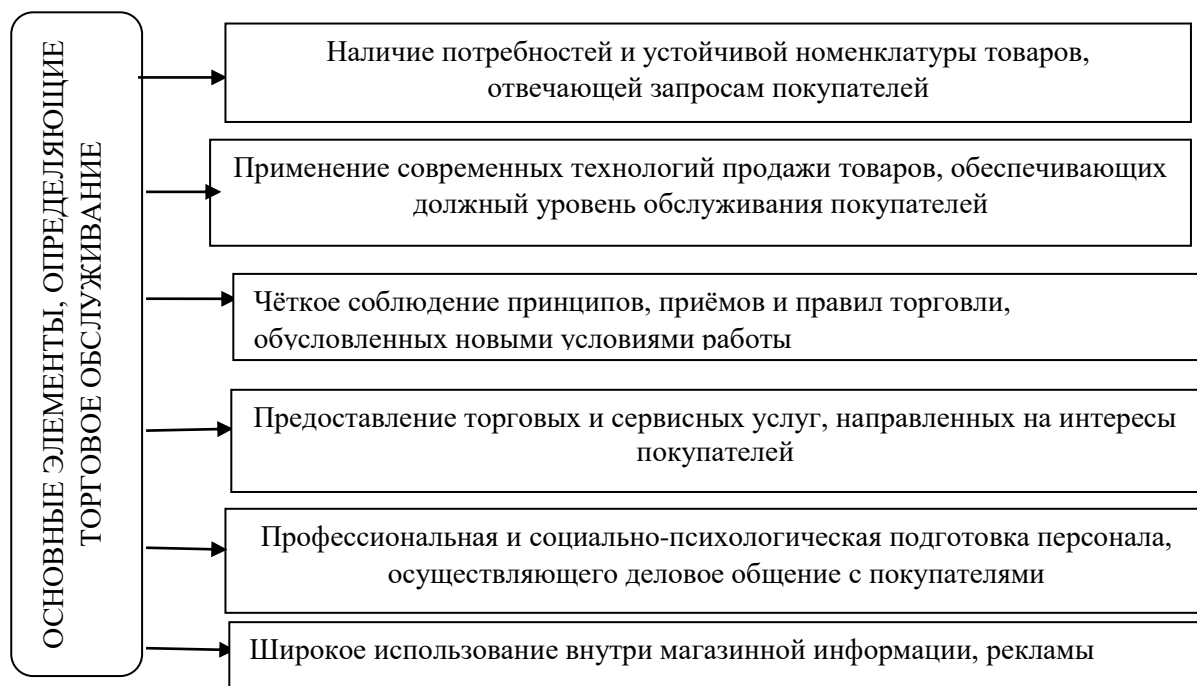 ОСНОВНЫЕ ЭЛЕМЕНТЫ, ОПРЕДЕЛЯЮЩИЕ
ТОРГОВОЕ ОБСЛУЖИВАНИЕ
Наличие потребностей и устойчивой номенклатуры товаров,
отвечающей запросам покупателей
Применение современных технологий продажи товаров, обеспечивающих
должный уровень обслуживания покупателей
Чёткое соблюдение принципов, приёмов и правил торговли,
обусловленных новыми условиями работы
Предоставление торговых и сервисных услуг, направленных на интересы
покупателей
Профессиональная и социально-психологическая подготовка персонала,
осуществляющего деловое общение с покупателями
Широкое использование внутри магазинной информации, рекламы